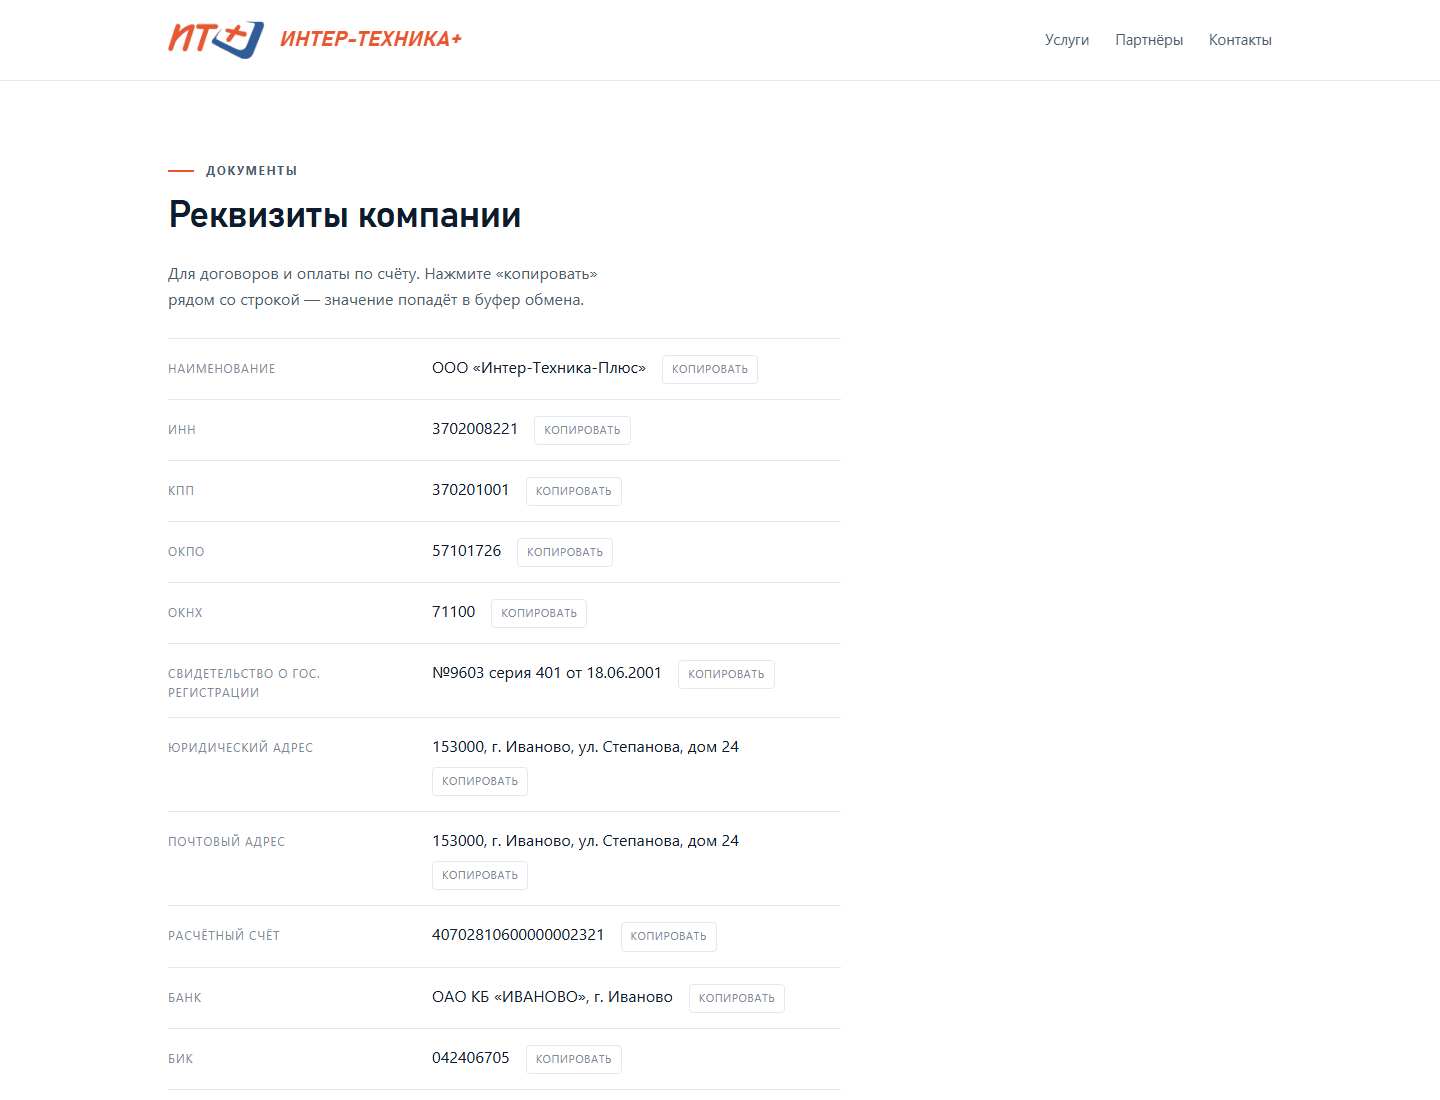 ИТ+ ИНТЕР-ТЕХНИКА+
Услуги Партнёры Контакты
ДОКУМЕНТЫ
Реквизиты компании
Для договоров и оплаты по счёту. Нажмите «копировать»
рядом со строкой — значение попадёт в буфер обмена.
НАИМЕНОВАНИЕ ООО «Интер-Техника-Плюс» КОПИРОВАТЬ
ИНН 3702008221 КОПИРОВАТЬ
КПП 370201001 КОПИРОВАТЬ
ОКПО 57101726 КОПИРОВАТЬ
ОКНХ 71100 КОПИРОВАТЬ
СВИДЕТЕЛЬСТВО О ГОС. №9603 серия 401 от 18.06.2001 КОПИРОВАТЬ
РЕГИСТРАЦИИ
ЮРИДИЧЕСКИЙ АДРЕС 153000, г. Иваново, ул. Степанова, дом 24
КОПИРОВАТЬ
ПОЧТОВЫЙ АДРЕС 153000, г. Иваново, ул. Степанова, дом 24
КОПИРОВАТЬ
РАСЧЁТНЫЙ СЧЁТ 40702810600000002321 КОПИРОВАТЬ
БАНК ОАО КБ «ИВАНОВО», г. Иваново КОПИРОВАТЬ
БИК 042406705 КОПИРОВАТЬ